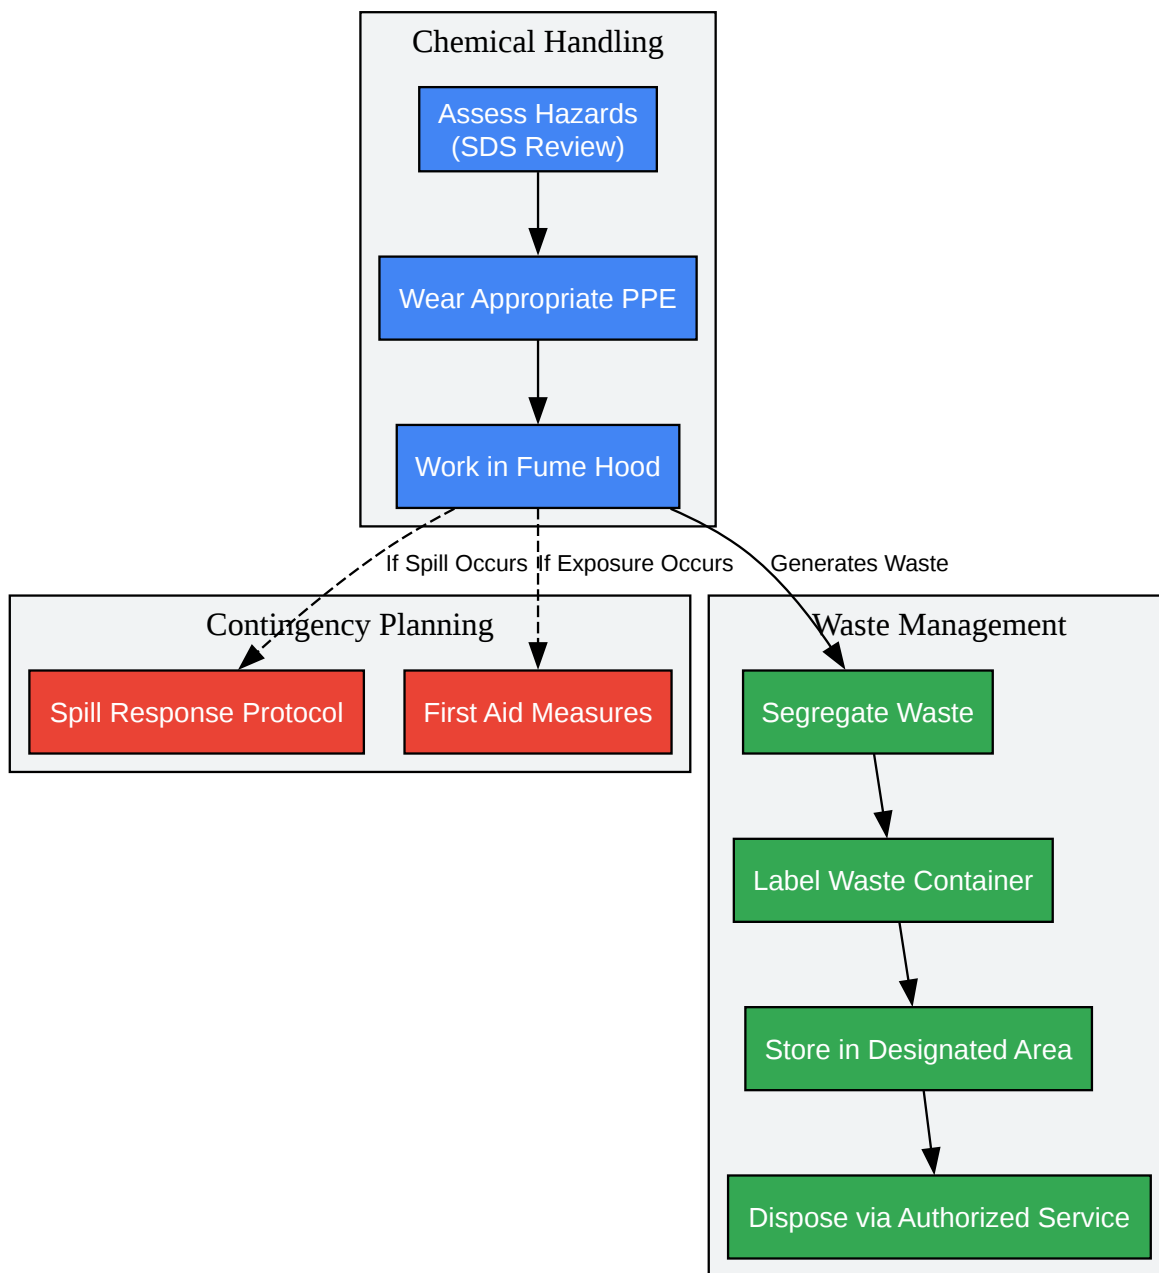 Chemical Handling
Assess Hazards
(SDS Review)
Wear Appropriate PPE
Work in Fume Hood
If Spill Occurs
If Exposure Occurs
Generates Waste
Contingency Planning
Waste Management
Spill Response Protocol
First Aid Measures
Segregate Waste
Label Waste Container
Store in Designated Area
Dispose via Authorized Service